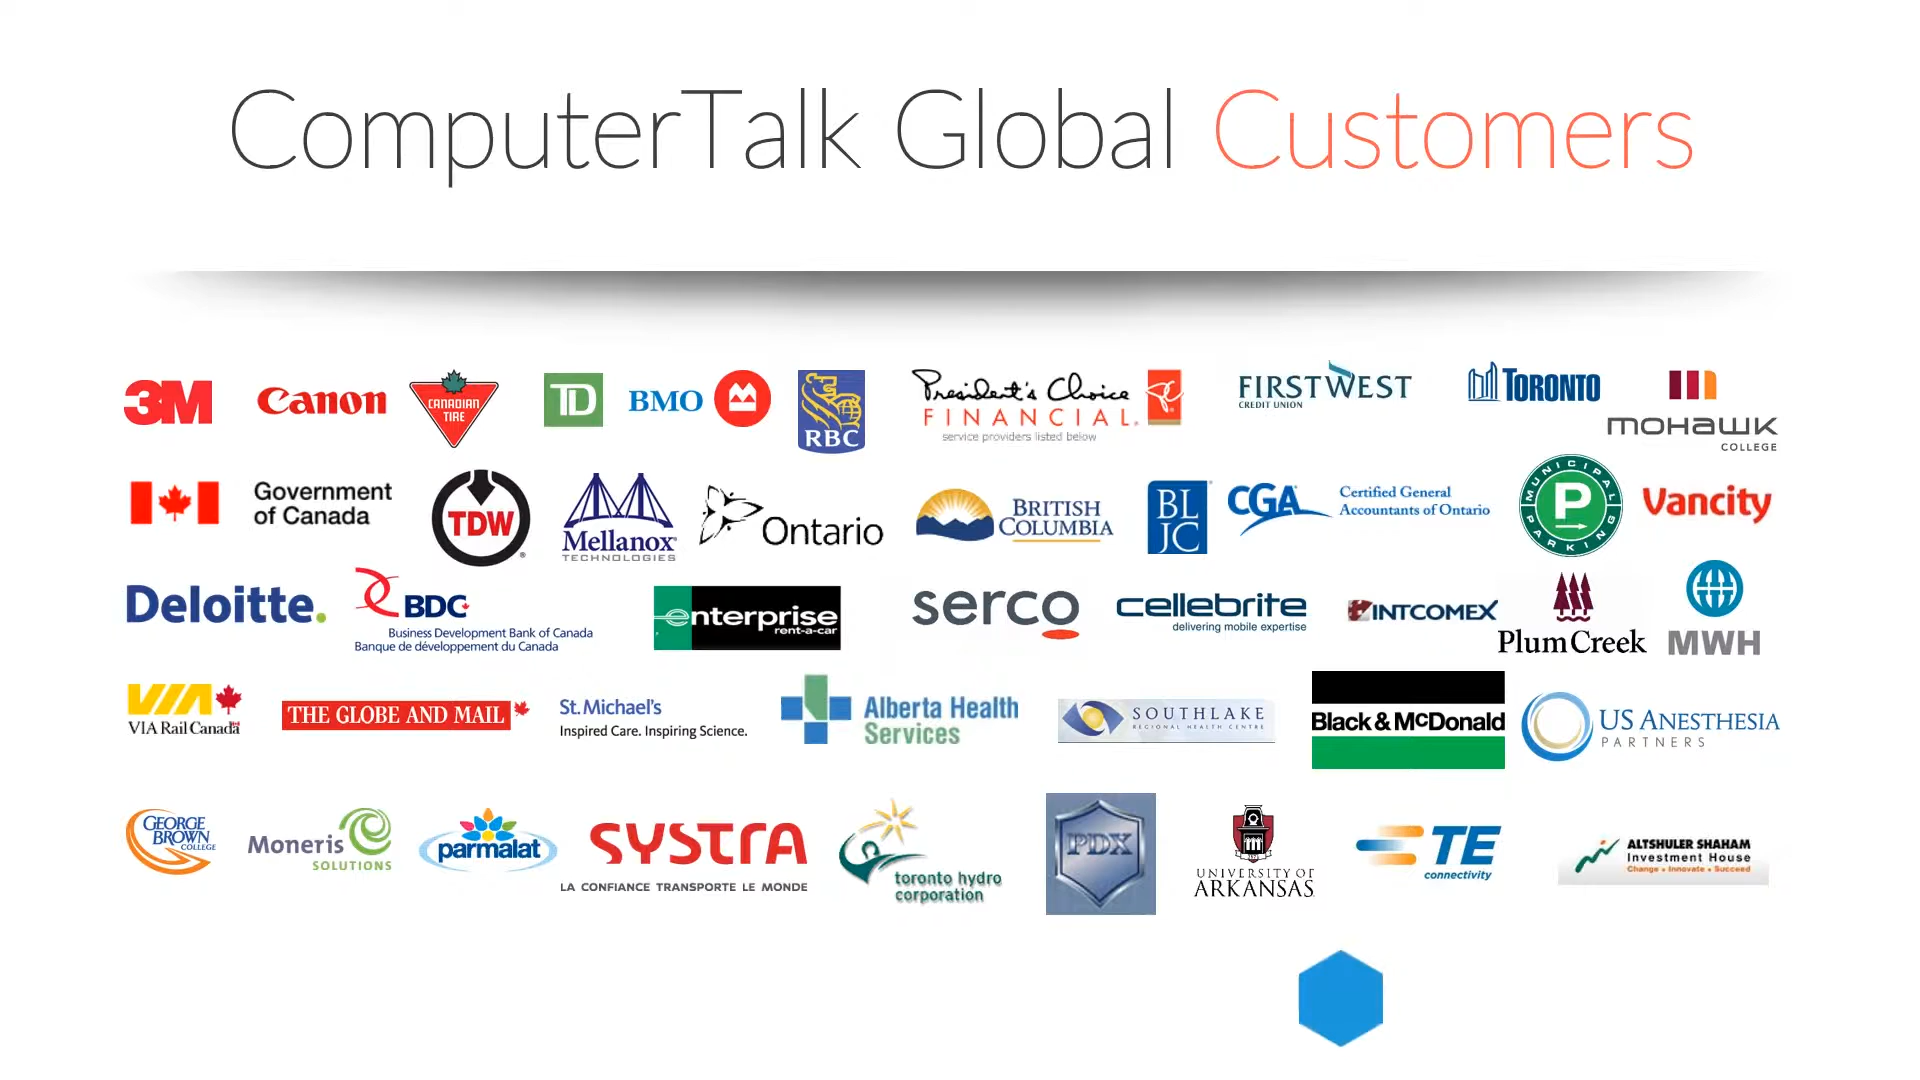 ComputerTalk Global Customers
3M
Canon
CANADIAN
TIRE
TD
BMO
RBC
President's Choice
FINANCIAL®
service providers listed below
FIRSTWEST
CREDIT UNION
TORONTO
MOHAWK
COLLEGE
Government
of Canada
TDW®
Mellanox®
TECHNOLOGIES
Ontario
BRITISH
COLUMBIA
BL
JC
CGA
Certified General
Accountants of Ontario
MUNICIPAL
P
PARKING
Vancity
Deloitte.
BDC
Business Development Bank of Canada
Banque de développement du Canada
enterprise
rent-a-car
serco
cellebrite
delivering mobile expertise
INTCOMEX
PlumCreek
MWH
VIA
VIA Rail Canada
THE GLOBE AND MAIL
St. Michael's
Inspired Care. Inspiring Science.
Alberta Health
Services
SOUTHLAKE
REGIONAL HEALTH CENTRE
Black & McDonald
US ANESTHESIA
PARTNERS
GEORGE
BROWN
COLLEGE
Moneris
SOLUTIONS
parmalat
SYSTRA
LA CONFIANCE TRANSPORTE LE MONDE
toronto hydro
corporation
PDX
UNIVERSITY OF
ARKANSAS
TE
connectivity
ALTSHULER SHAHAM
Investment House
Change • Innovate • Succeed